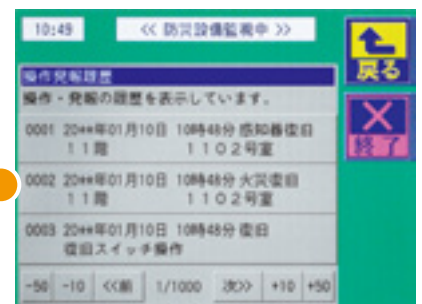 10:49
<< 防災設備監視中 >>
戻る
操作発報履歴
操作・発報の履歴を表示しています。
終了
0001 20**年01月10日 10時48分 感知器復旧
11階 1102号室
0002 20**年01月10日 10時48分 火災復旧
11階 1102号室
0003 20**年01月10日 10時48分 復旧
復旧スイッチ操作
-50 -10 <<前 1/1000 次>> +10 +50